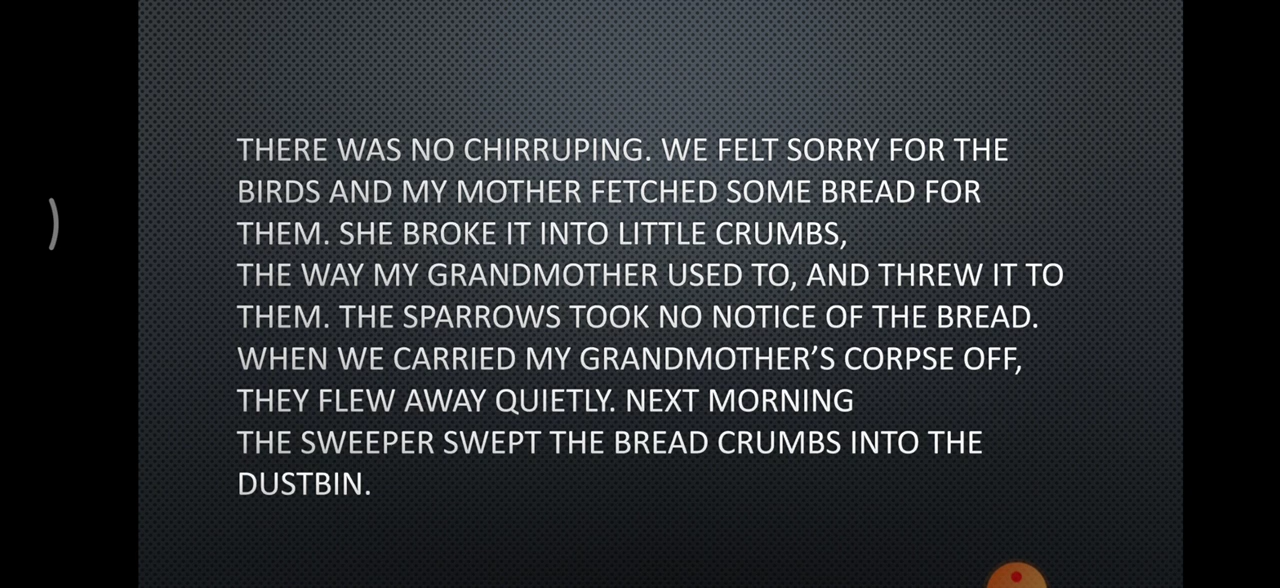 THERE WAS NO CHIRRUPING. WE FELT SORRY FOR THE
BIRDS AND MY MOTHER FETCHED SOME BREAD FOR
THEM. SHE BROKE IT INTO LITTLE CRUMBS,
THE WAY MY GRANDMOTHER USED TO, AND THREW IT TO
THEM. THE SPARROWS TOOK NO NOTICE OF THE BREAD.
WHEN WE CARRIED MY GRANDMOTHER’S CORPSE OFF,
THEY FLEW AWAY QUIETLY. NEXT MORNING
THE SWEEPER SWEPT THE BREAD CRUMBS INTO THE
DUSTBIN.